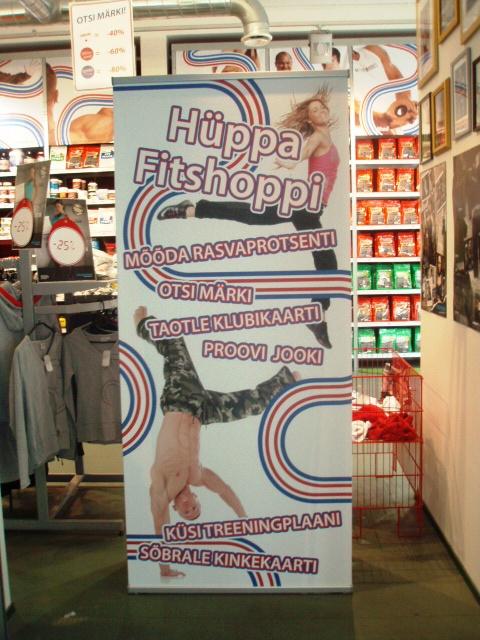 OTSI MÄRKI!
-40%
-60%
-80%
Hüppa
Fitshoppi
-25%
-25%
MÕÕDA RASVAPROTSENTI
OTSI MÄRKI
TAOTLE KLUBIKAARTI
PROOVI JOOKI
KÜSI TREENINGPLAANI
SÕBRALE KINKEKAARTI